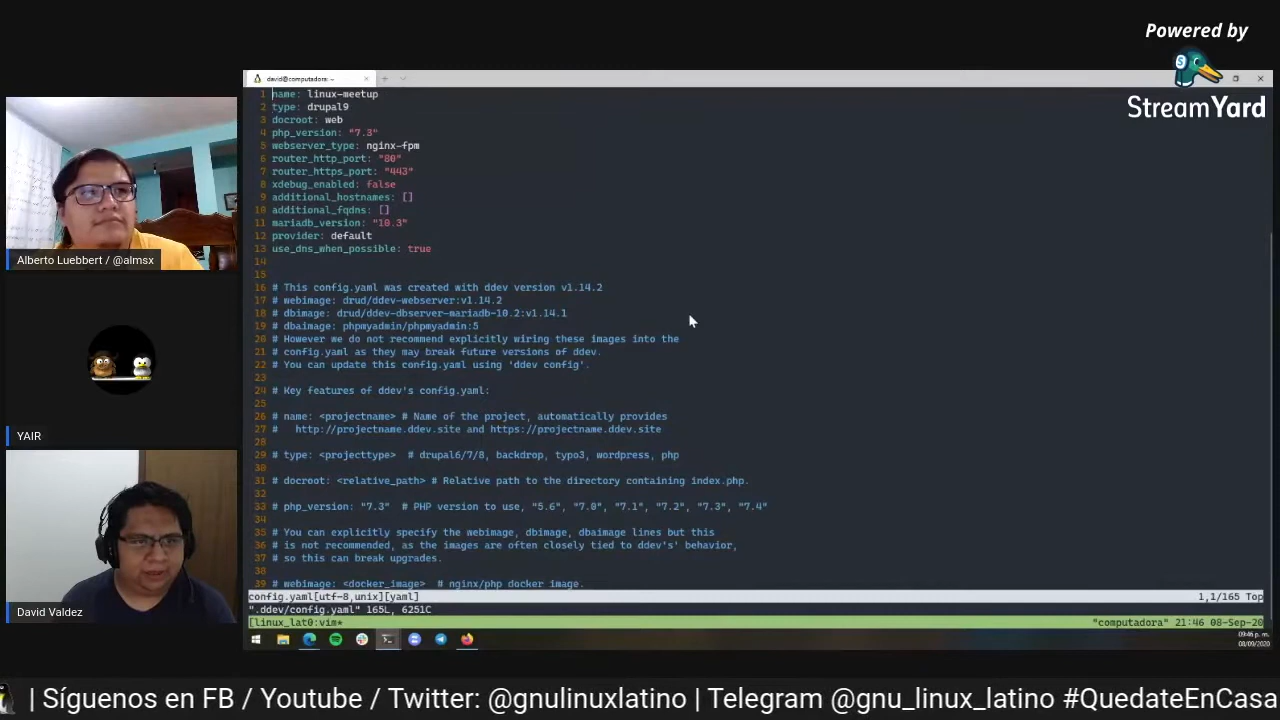 Powered by
StreamYard
david@computadora: ~
1 name: linux-meetup
2 type: drupal9
3 docroot: web
4 php_version: "7.3"
5 webserver_type: nginx-fpm
6 router_http_port: "80"
7 router_https_port: "443"
8 xdebug_enabled: false
9 additional_hostnames: []
10 additional_fqdns: []
11 mariadb_version: "10.3"
12 provider: default
13 use_dns_when_possible: true
14
15
16 # This config.yaml was created with ddev version v1.14.2
17 # webimage: drud/ddev-webserver:v1.14.2
18 # dbimage: drud/ddev-dbserver-mariadb-10.2:v1.14.1
19 # dbaimage: phpmyadmin/phpmyadmin:5
20 # However we do not recommend explicitly wiring these images into the
21 # config.yaml as they may break future versions of ddev.
22 # You can update this config.yaml using 'ddev config'.
23
24 # Key features of ddev's config.yaml:
25
26 # name: <projectname> # Name of the project, automatically provides
27 #   http://projectname.ddev.site and https://projectname.ddev.site
28
29 # type: <projecttype>  # drupal6/7/8, backdrop, typo3, wordpress, php
30
31 # docroot: <relative_path> # Relative path to the directory containing index.php.
32
33 # php_version: "7.3"  # PHP version to use, "5.6", "7.0", "7.1", "7.2", "7.3", "7.4"
34
35 # You can explicitly specify the webimage, dbimage, dbaimage lines but this
36 # is not recommended, as the images are often closely tied to ddev's' behavior,
37 # so this can break upgrades.
38
39 # webimage: <docker_image>  # nginx/php docker image.
config.yaml[utf-8,unix][yaml] 1,1/165 Top
".ddev/config.yaml" 165L, 6251C
[linux_lat0:vim* "computadora" 21:46 08-Sep-20
09:46 p. m.
08/09/2020
Alberto Luebbert / @almsx
YAIR
David Valdez
| Síguenos en FB / Youtube / Twitter: @gnulinuxlatino | Telegram @gnu_linux_latino #QuedateEnCasa